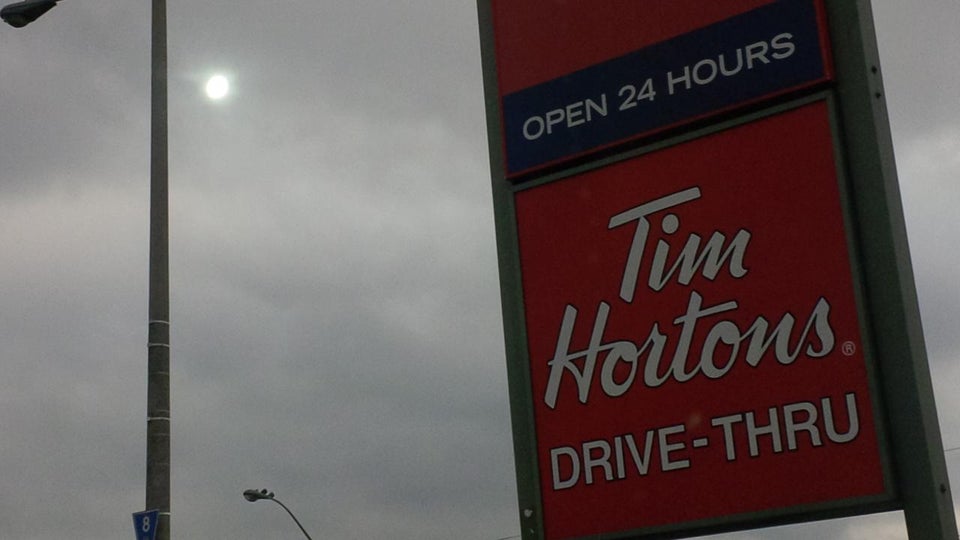 OPEN 24 HOURS
Tim
Hortons®
DRIVE-THRU
8